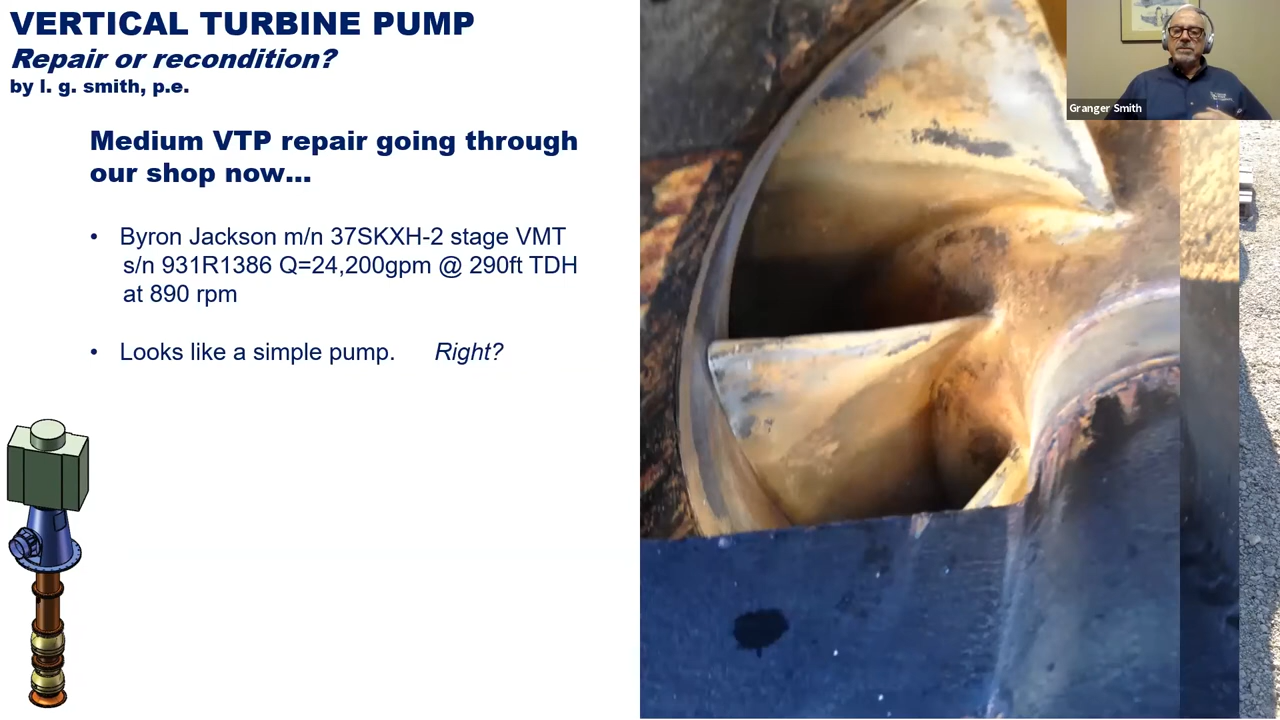 VERTICAL TURBINE PUMP
Repair or recondition?
by l. g. smith, p.e.
Medium VTP repair going through
our shop now...
• Byron Jackson m/n 37SKXH-2 stage VMT
s/n 931R1386 Q=24,200gpm @ 290ft TDH
at 890 rpm
• Looks like a simple pump. Right?
Granger Smith